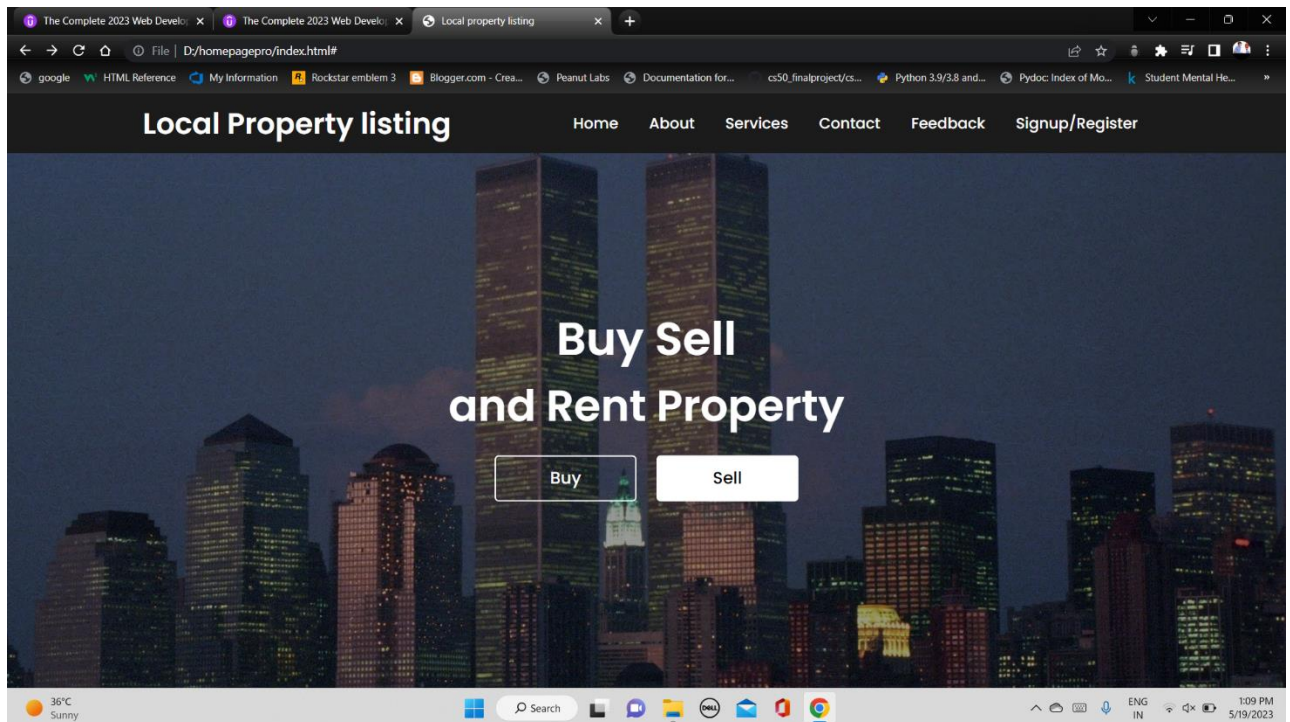 The Complete 2023 Web Develop
The Complete 2023 Web Develop
Local property listing
File | D:/homepagepro/index.html#
google HTML Reference My Information Rockstar emblem 3 Blogger.com - Crea... Peanut Labs Documentation for... cs50_finalproject/cs... Python 3.9/3.8 and... Pydoc: Index of Mo... Student Mental He... »
Local Property listing Home About Services Contact Feedback Signup/Register
Buy Sell
and Rent Property
Buy Sell
36°C
Sunny
Search
DELL
ENG
IN
1:09 PM
5/19/2023